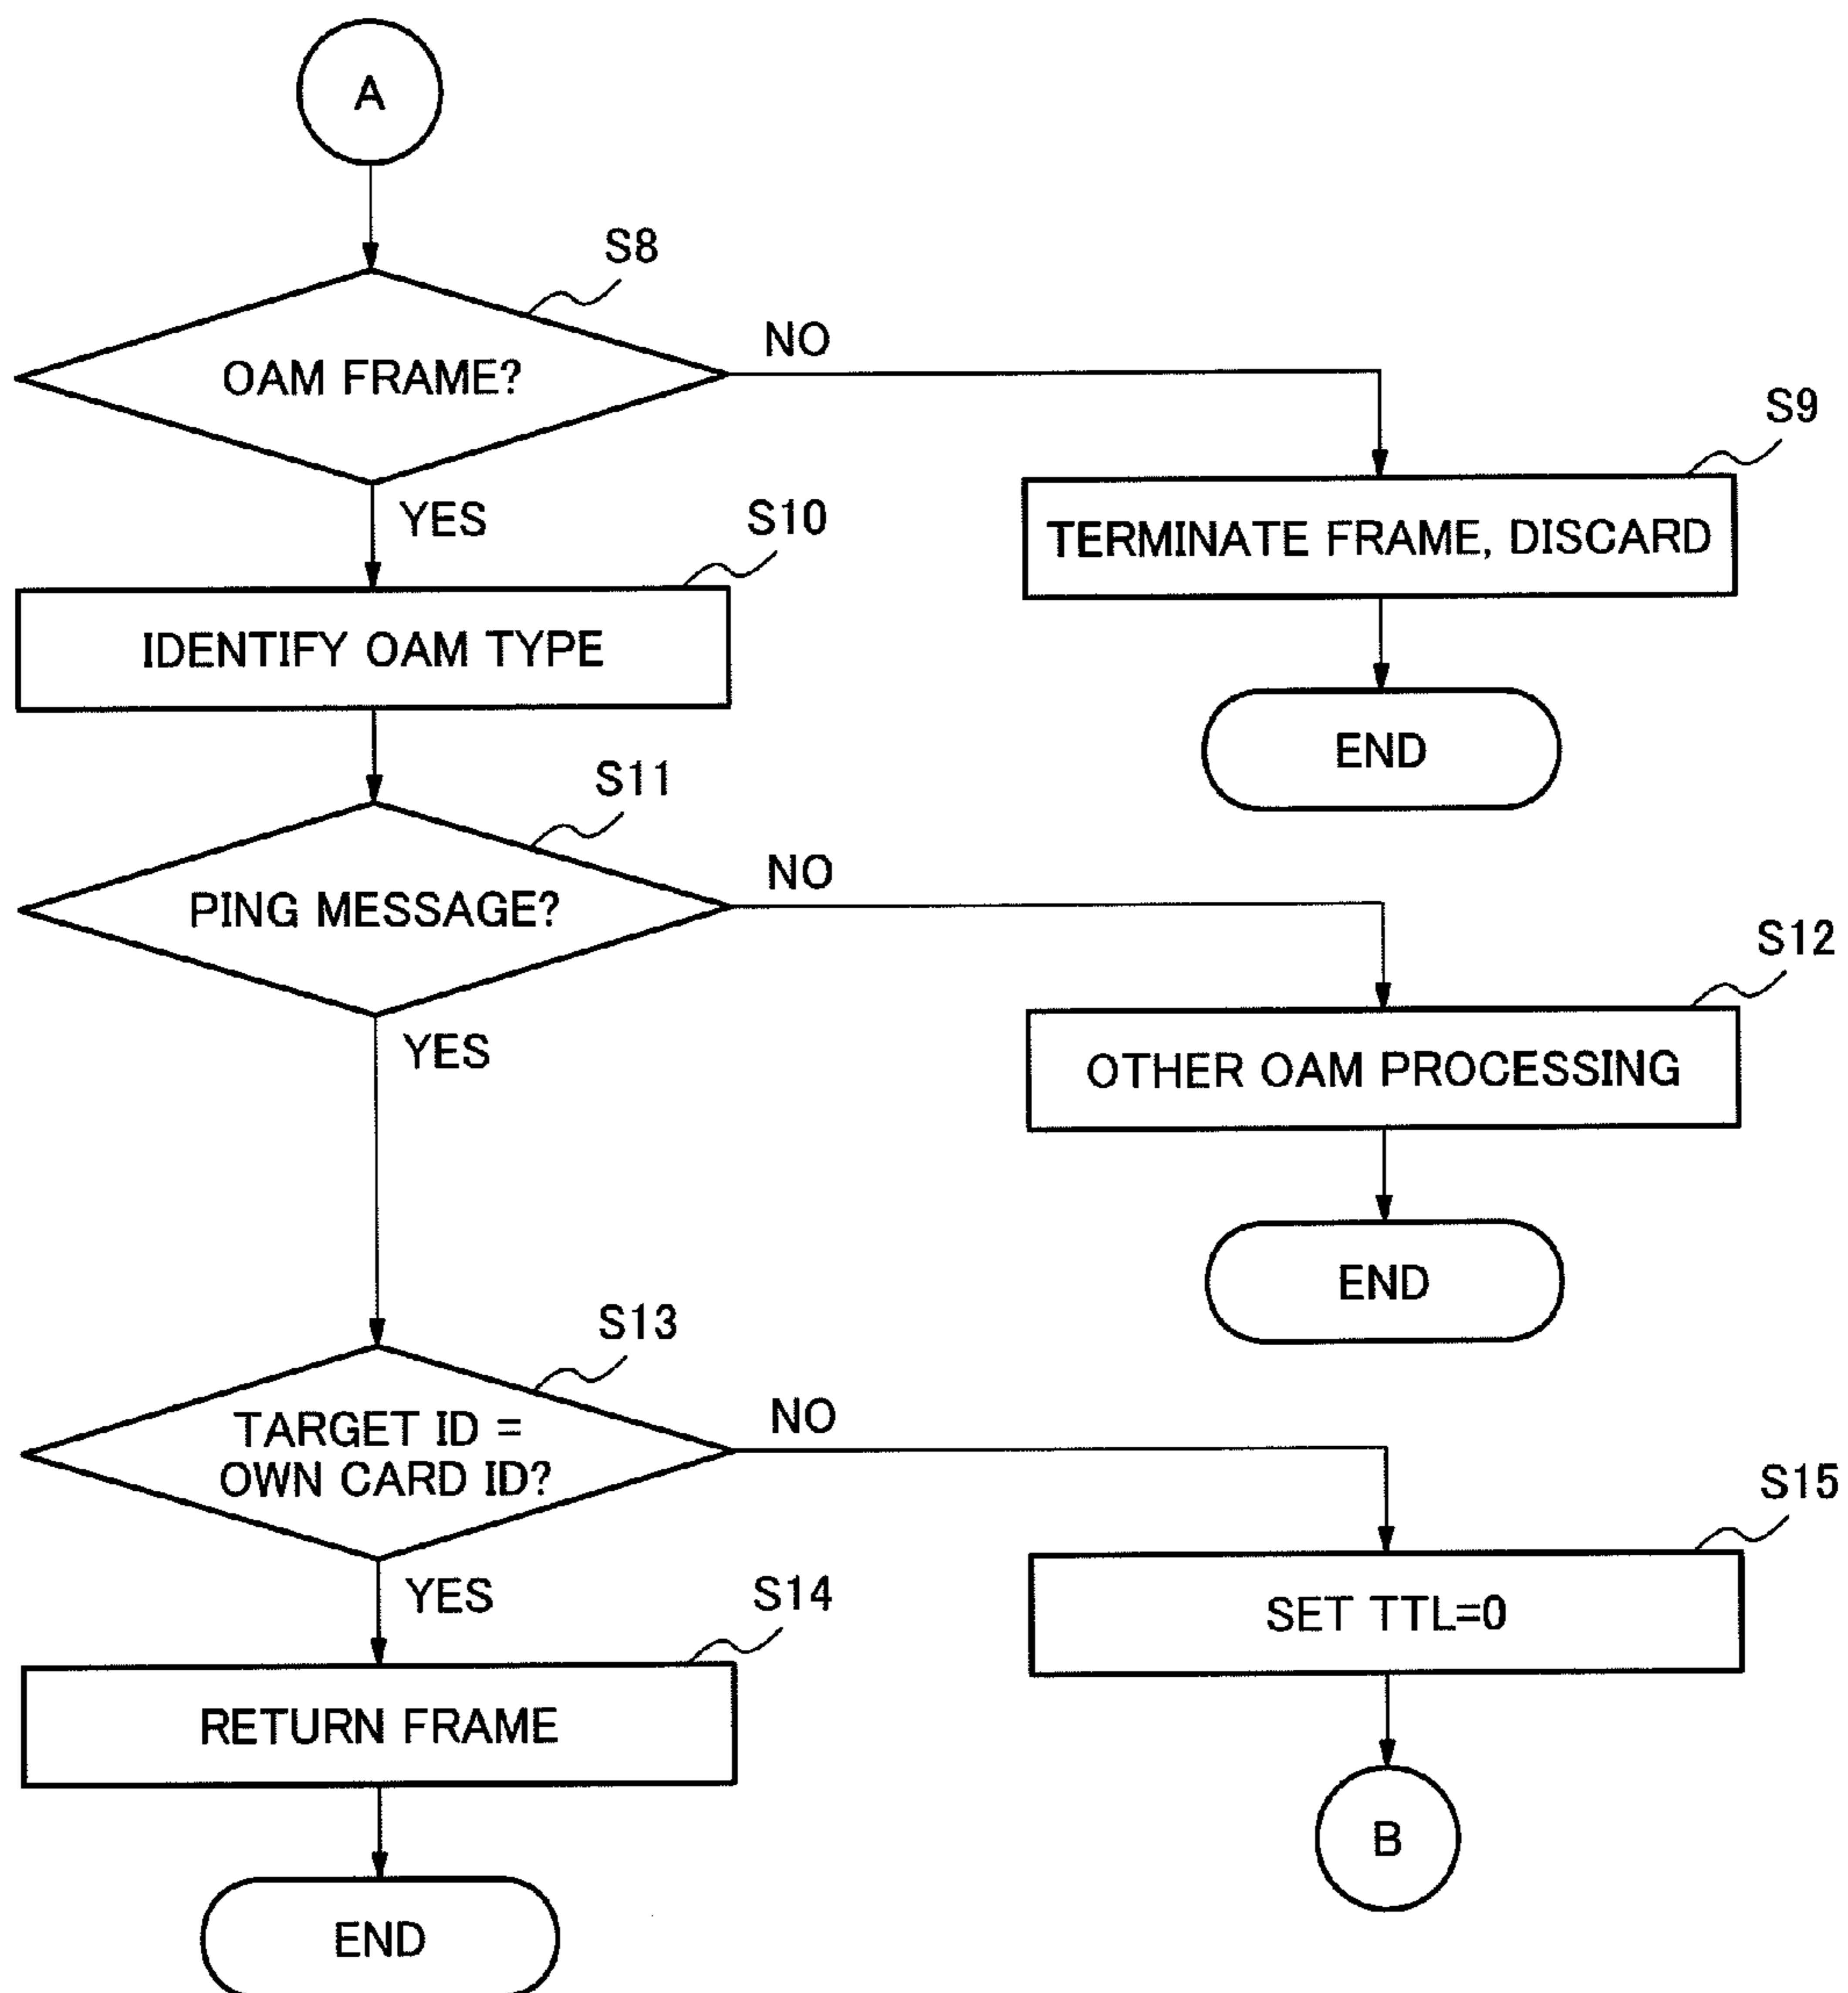 A
S8
OAM FRAME?
NO
YES
S9
TERMINATE FRAME, DISCARD
END
S10
IDENTIFY OAM TYPE
S11
PING MESSAGE?
NO
YES
S12
OTHER OAM PROCESSING
END
S13
TARGET ID =
OWN CARD ID?
NO
YES
S15
SET TTL=0
B
S14
RETURN FRAME
END